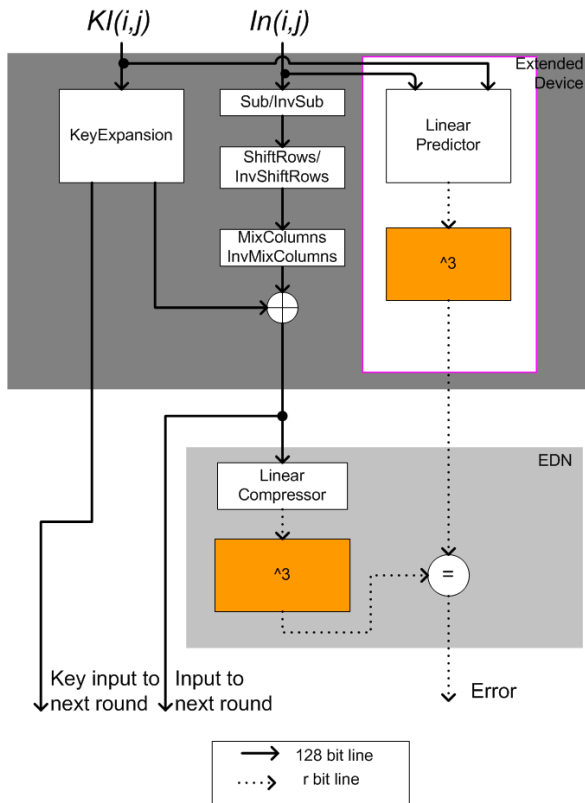 KI(i,j)
In(i,j)
Extended
Device
KeyExpansion
Sub/InvSub
ShiftRows/
InvShiftRows
MixColumns
InvMixColumns
Linear
Predictor
^3
EDN
Linear
Compressor
^3
=
Key input to
next round
Input to
next round
Error
128 bit line
r bit line